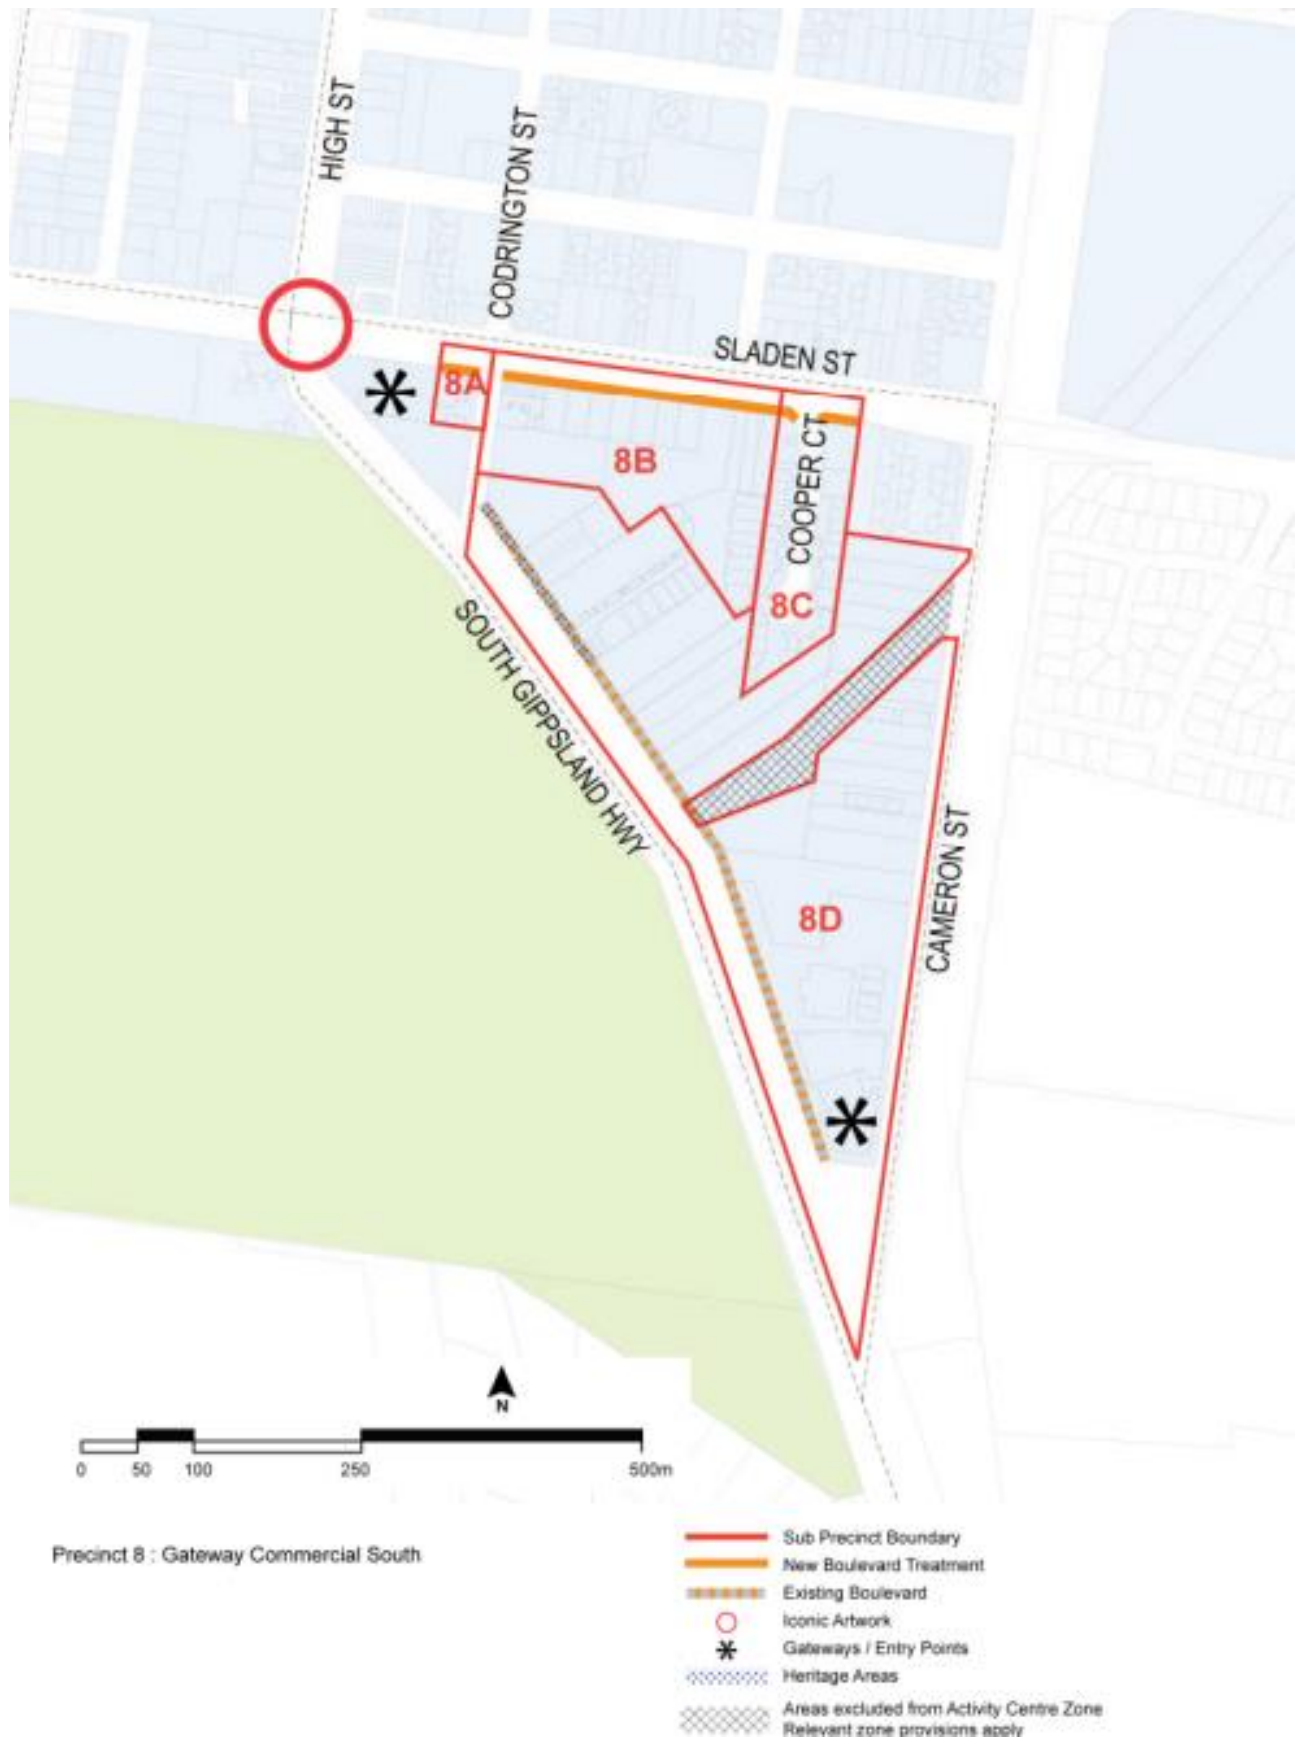 HIGH ST
CODRINGTON ST
SLADEN ST
8A
8B
COOPER CT
8C
SOUTH GIPPSLAND HWY
8D
CAMERON ST
N
0 50 100 250 500m
Precinct 8 : Gateway Commercial South
Sub Precinct Boundary
New Boulevard Treatment
Existing Boulevard
Iconic Artwork
Gateways / Entry Points
Heritage Areas
Areas excluded from Activity Centre Zone
Relevant zone provisions apply